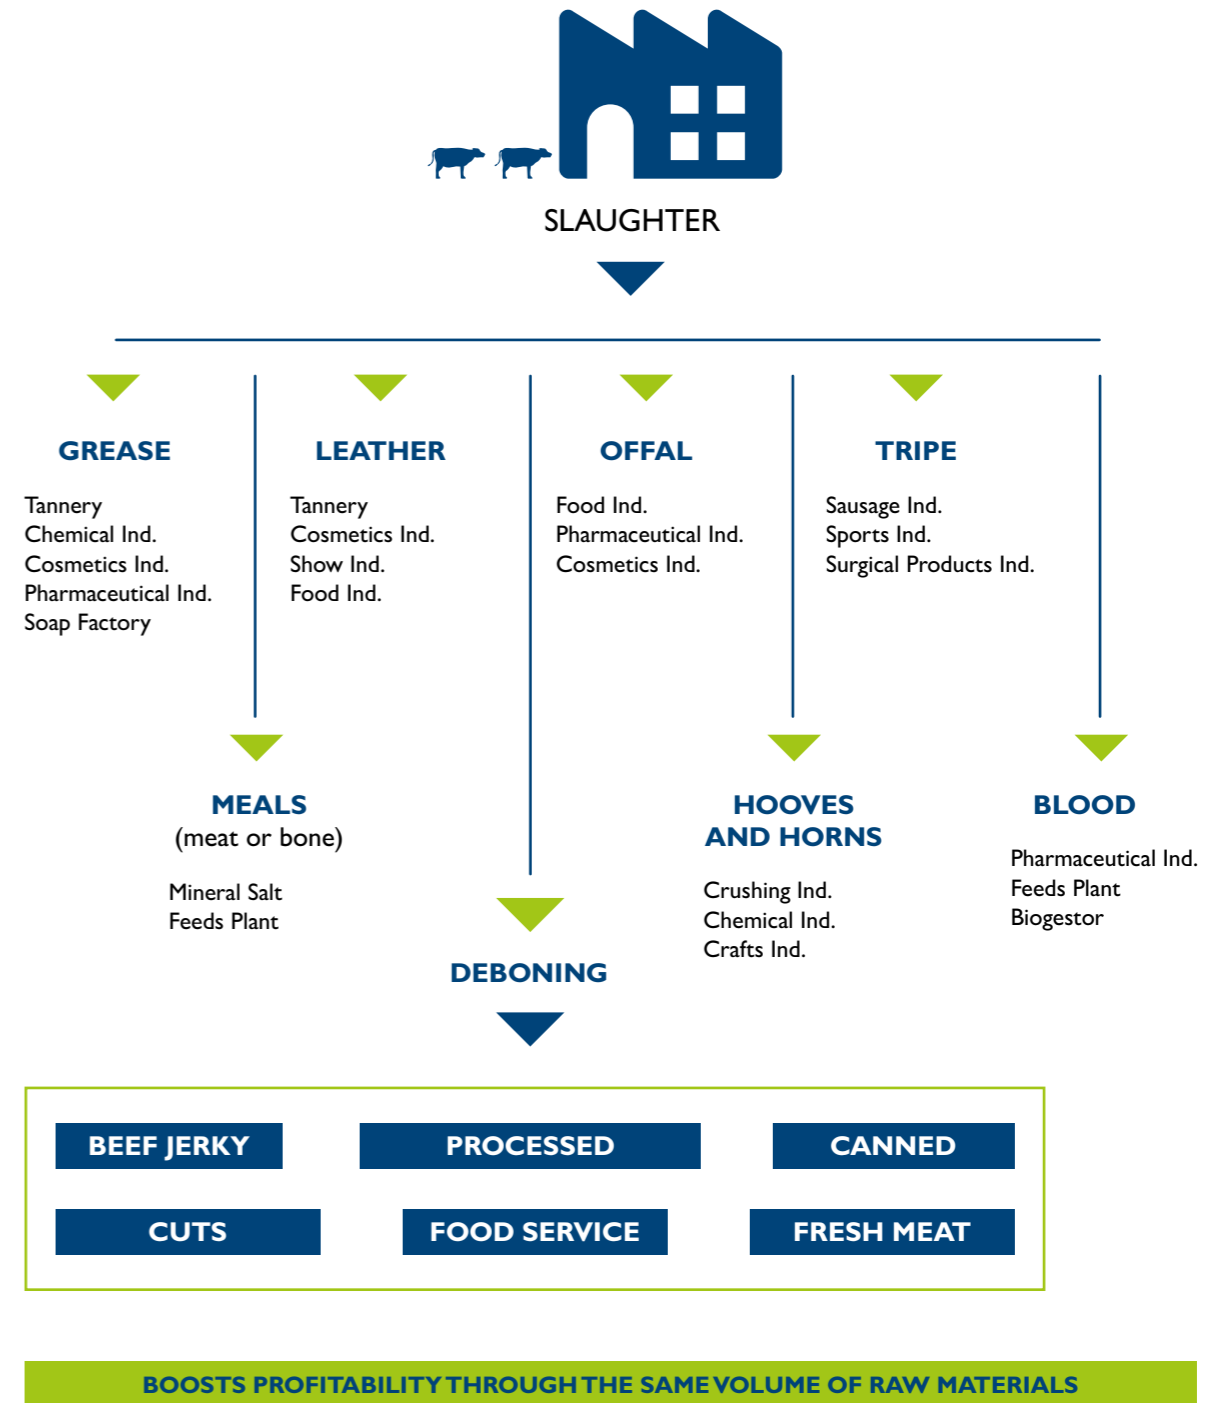 SLAUGHTER
GREASE
Tannery
Chemical Ind.
Cosmetics Ind.
Pharmaceutical Ind.
Soap Factory
LEATHER
Tannery
Cosmetics Ind.
Show Ind.
Food Ind.
OFFAL
Food Ind.
Pharmaceutical Ind.
Cosmetics Ind.
TRIPE
Sausage Ind.
Sports Ind.
Surgical Products Ind.
MEALS
(meat or bone)
Mineral Salt
Feeds Plant
HOOVES
AND HORNS
Crushing Ind.
Chemical Ind.
Crafts Ind.
BLOOD
Pharmaceutical Ind.
Feeds Plant
Biogestor
DEBONING
BEEF JERKY
PROCESSED
CANNED
CUTS
FOOD SERVICE
FRESH MEAT
BOOSTS PROFITABILITY THROUGH THE SAME VOLUME OF RAW MATERIALS